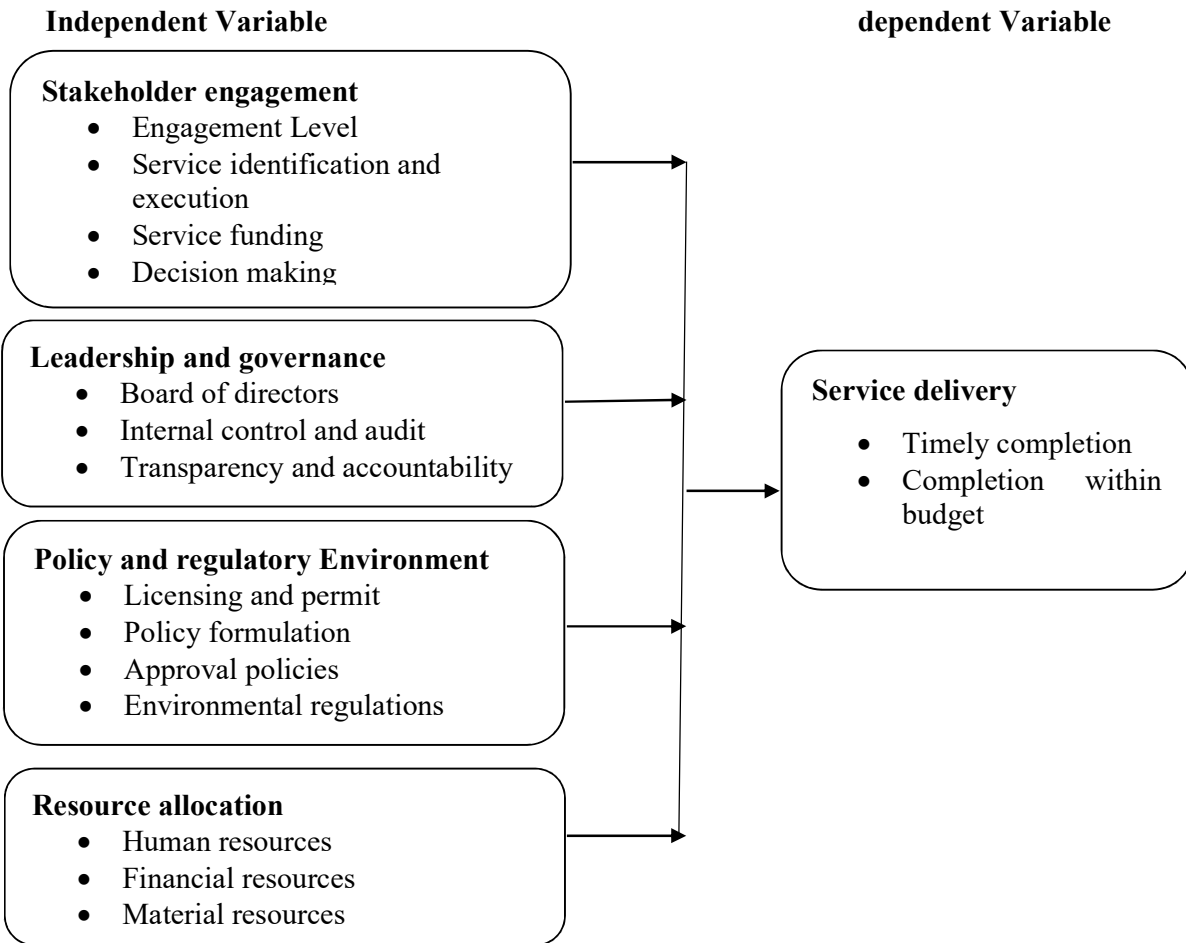 Independent Variable
dependent Variable
Stakeholder engagement
• Engagement Level
• Service identification and
execution
• Service funding
• Decision making
Leadership and governance
• Board of directors
• Internal control and audit
• Transparency and accountability
Policy and regulatory Environment
• Licensing and permit
• Policy formulation
• Approval policies
• Environmental regulations
Resource allocation
• Human resources
• Financial resources
• Material resources
Service delivery
• Timely completion
• Completion within
budget